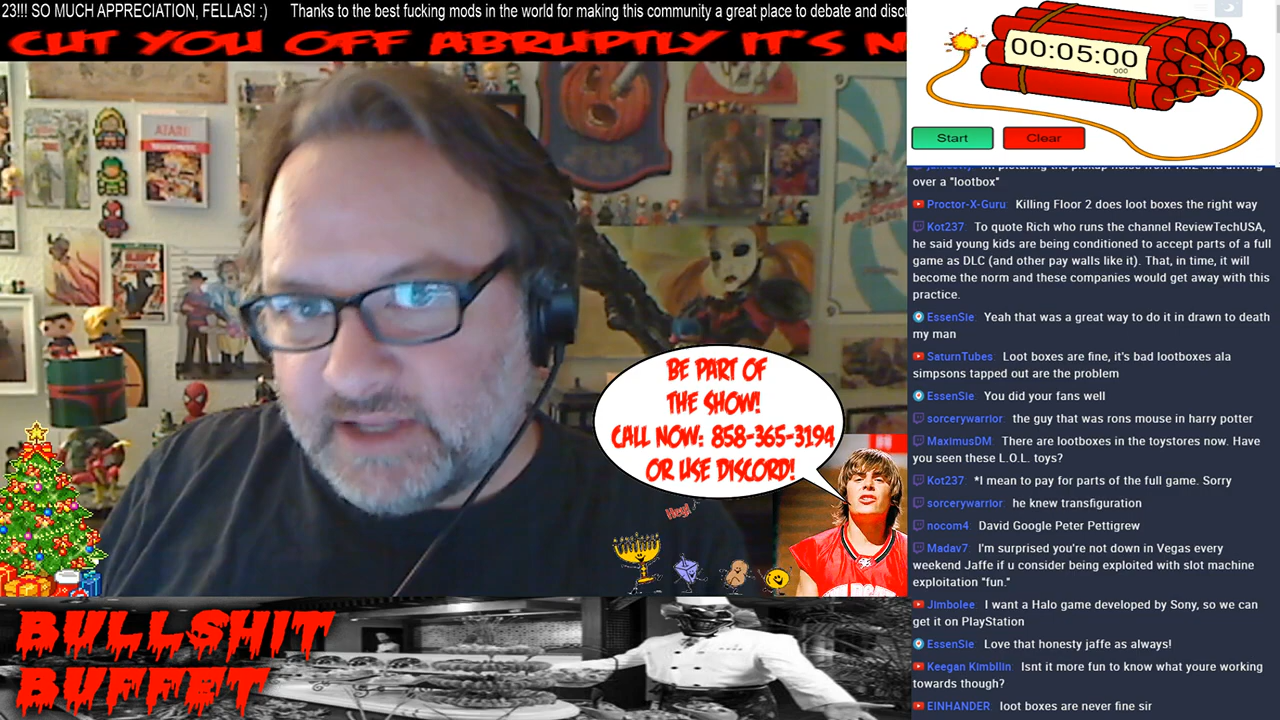 23!!! SO MUCH APPRECIATION, FELLAS! :) Thanks to the best fucking mods in the world for making this community a great place to debate and discu
CUT YOU OFF ABRUPTLY IT'S N
00:05:00
000
Start
Clear
over a "lootbox"
Proctor-X-Guru: Killing Floor 2 does loot boxes the right way
Kot237 To quote Rich who runs the channel ReviewTechUSA,
he said young kids are being conditioned to accept parts of a full
game as DLC (and other pay walls like it). That, in time, it will
become the norm and these companies would get away with this
practice.
EssenSIe Yeah that was a great way to do it in drawn to death
my man
SaturnTubes Loot boxes are fine, it's bad lootboxes ala
simpsons tapped out are the problem
EssenSIe You did your fans well
sorcerywarrior the guy that was rons mouse in harry potter
MaximusDM There are lootboxes in the toystores now. Have
you seen these L.O.L. toys?
Kot237 *I mean to pay for parts of the full game. Sorry
sorcerywarrior he knew transfiguration
nocom4 David Google Peter Pettigrew
Madav7 I'm surprised you're not down in Vegas every
weekend Jaffe if u consider being exploited with slot machine
exploitation "fun."
Jimbolee I want a Halo game developed by Sony, so we can
get it on PlayStation
EssenSIe Love that honesty jaffe as always!
Keegan Kimbllin Isnt it more fun to know what youre working
towards though?
EINHANDER loot boxes are never fine sir
ATARI
BE PART OF
THE SHOW!
CALL NOW: 858-365-3194
OR USE DISCORD!
Hey!
BULLSHIT
BUFFET